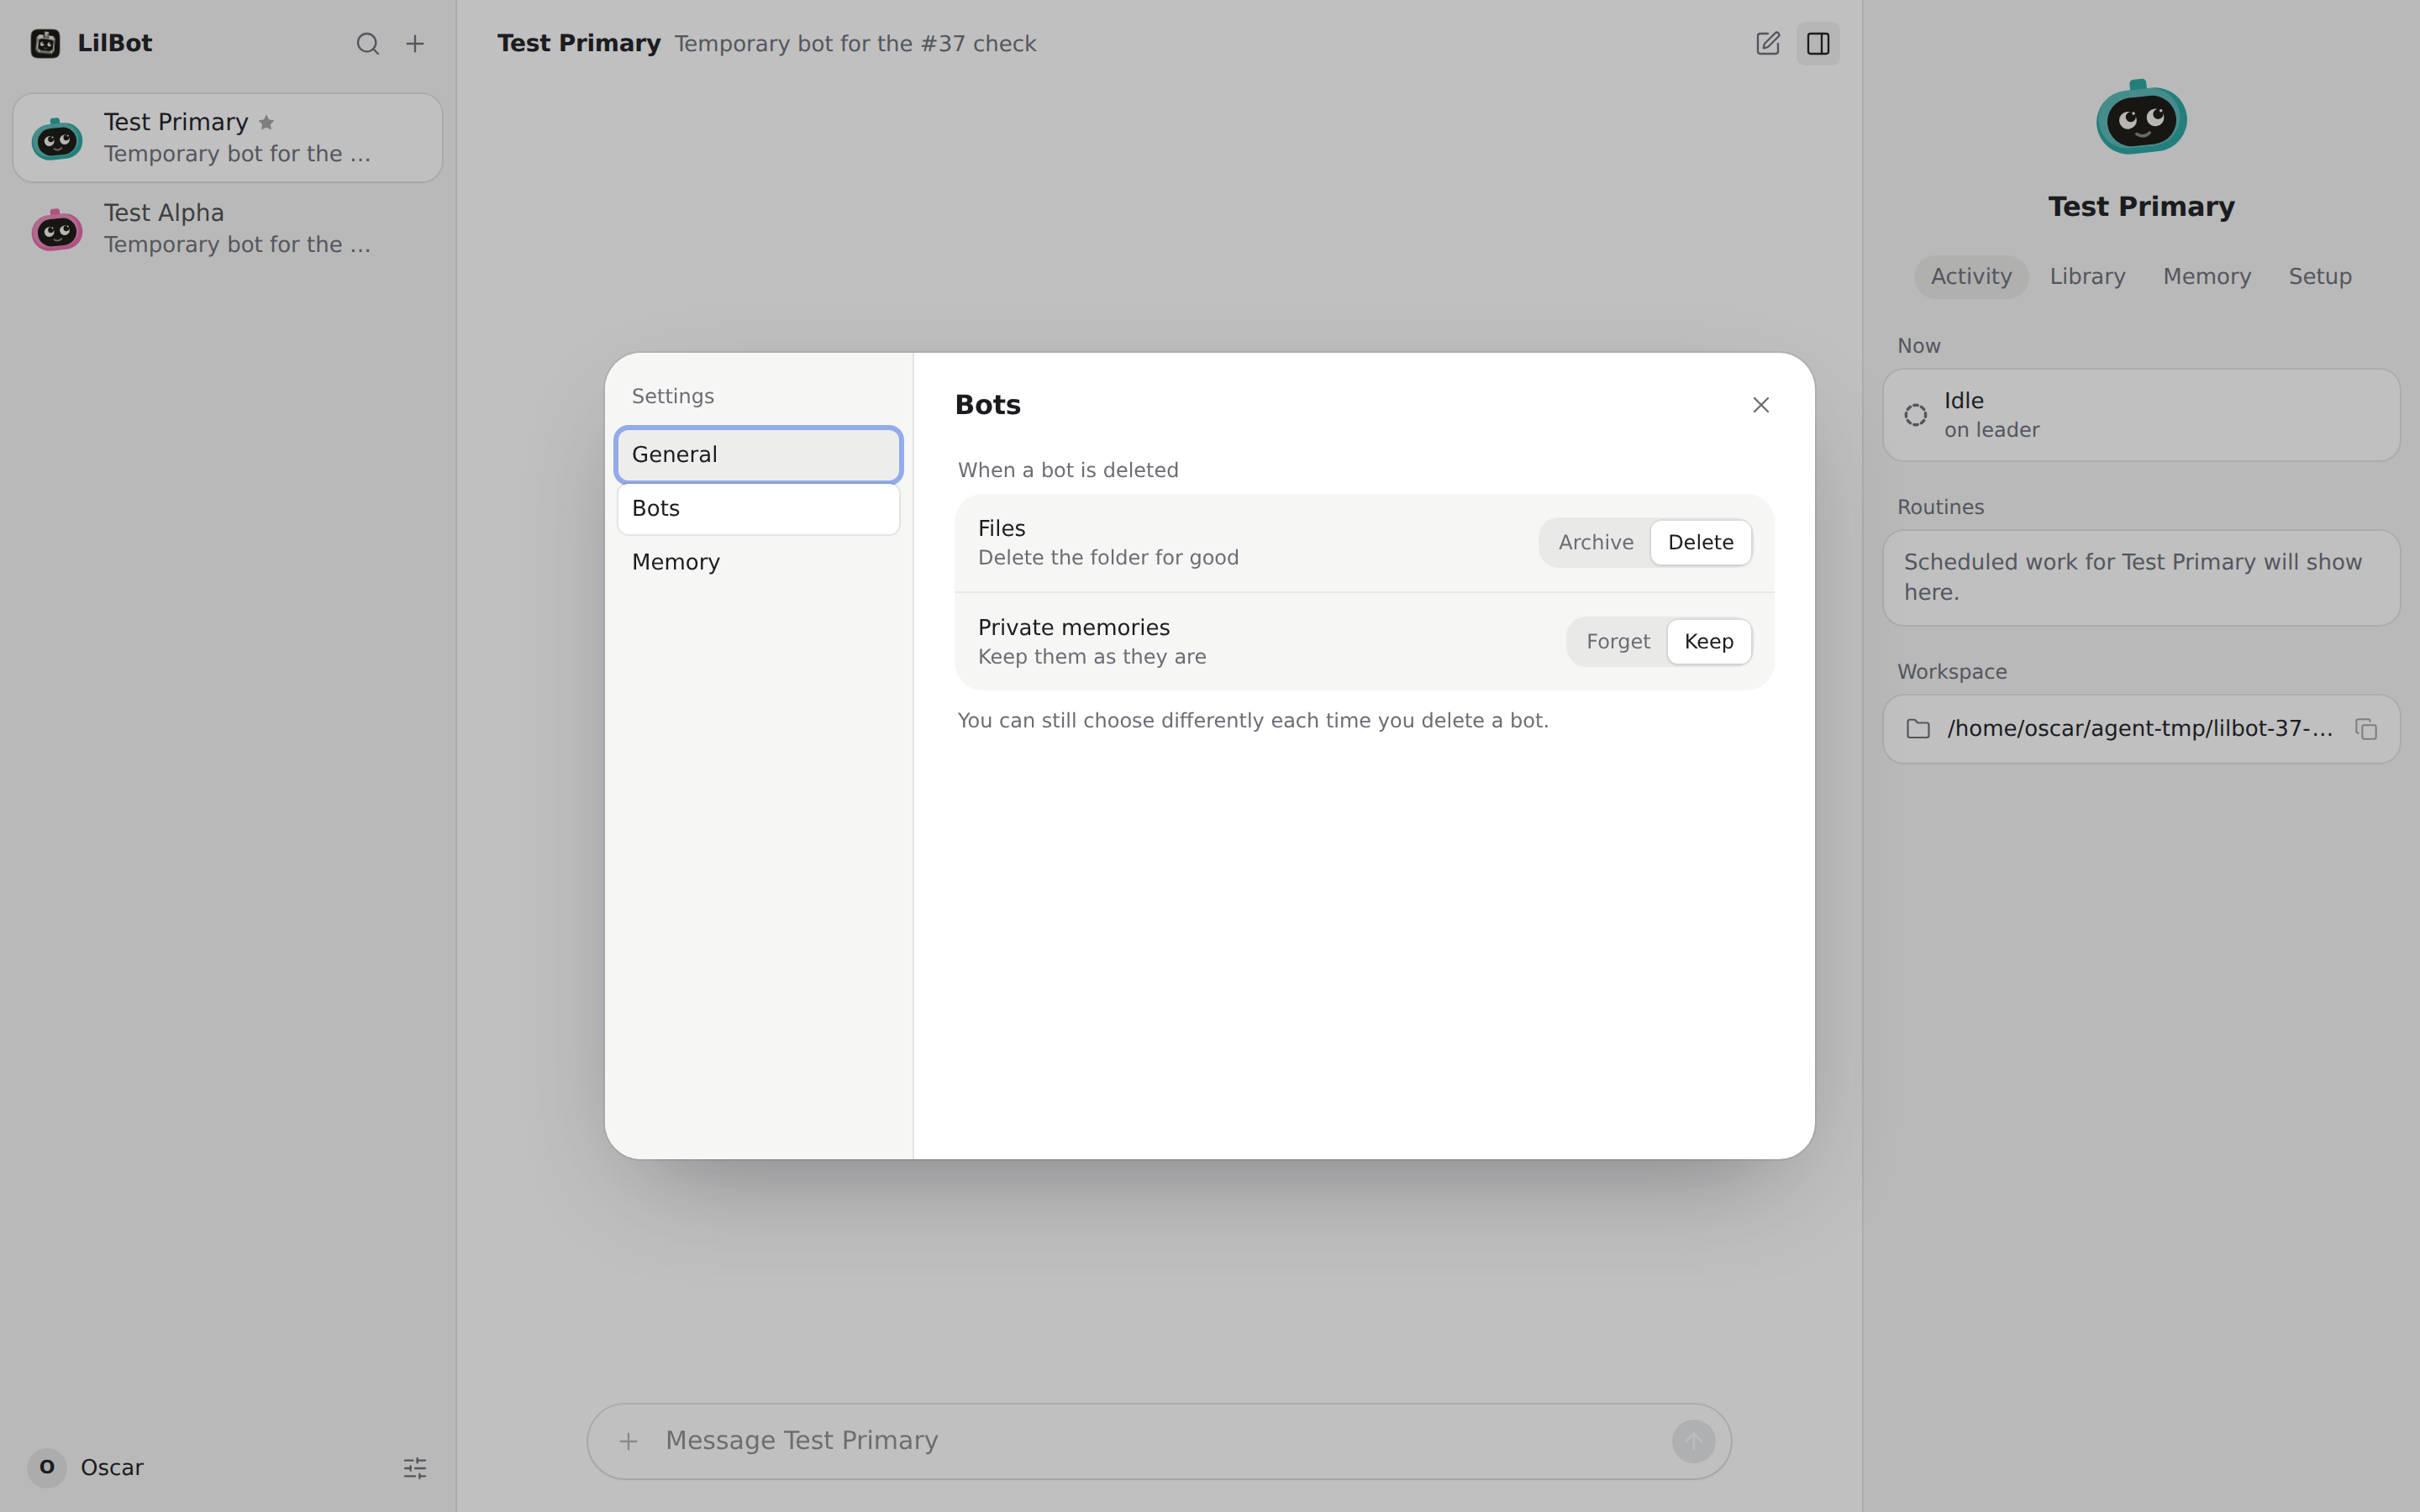 LilBot
Test Primary
Temporary bot for the ...
Test Alpha
Temporary bot for the ...
O Oscar
Test Primary Temporary bot for the #37 check
Settings
General
Bots
Memory
Bots
When a bot is deleted
Files
Delete the folder for good
Archive Delete
Private memories
Keep them as they are
Forget Keep
You can still choose differently each time you delete a bot.
Message Test Primary
Test Primary
Activity Library Memory Setup
Now
Idle
on leader
Routines
Scheduled work for Test Primary will show
here.
Workspace
/home/oscar/agent-tmp/lilbot-37-...